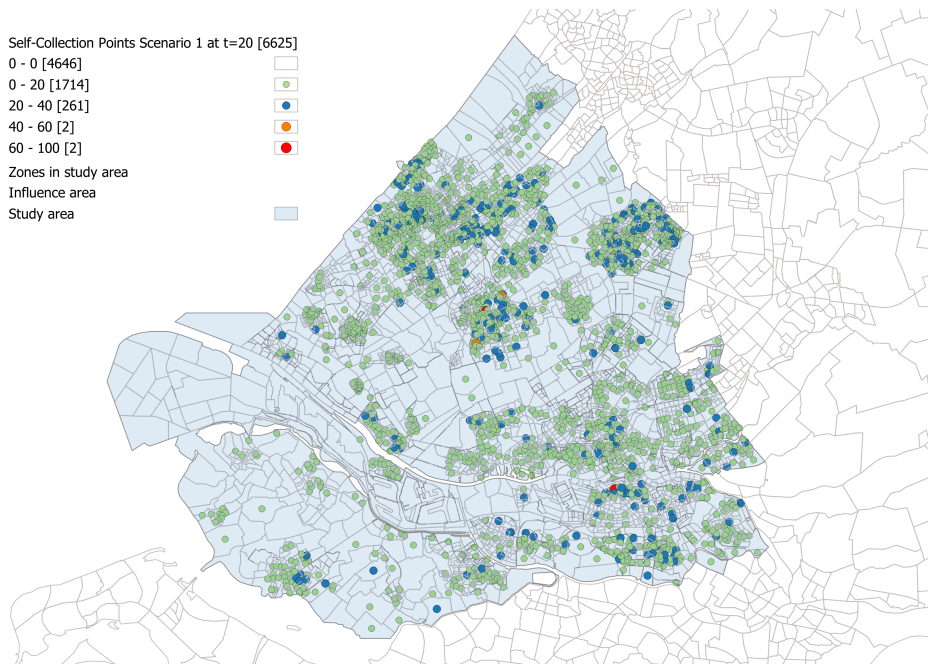 Self-Collection Points Scenario 1 at t=20 [6625]
0 - 0 [4646]
0 - 20 [1714]
20 - 40 [261]
40 - 60 [2]
60 - 100 [2]
Zones in study area
Influence area
Study area